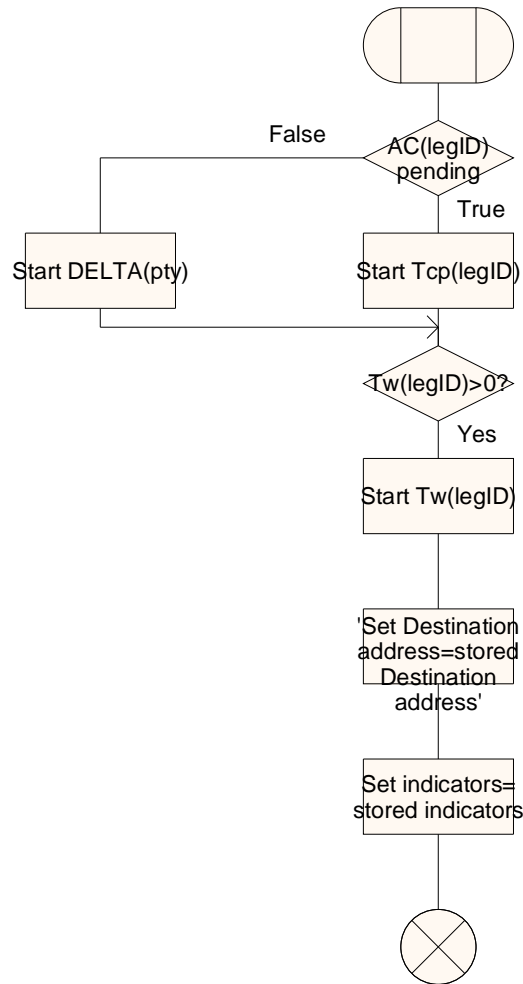 False
AC(legID)
pending
True
Start DELTA(pty)
Start Tcp(legID)
Tw(legID)>0?
Yes
Start Tw(legID)
'Set Destination
address=stored
Destination
address'
Set indicators=
stored indicators